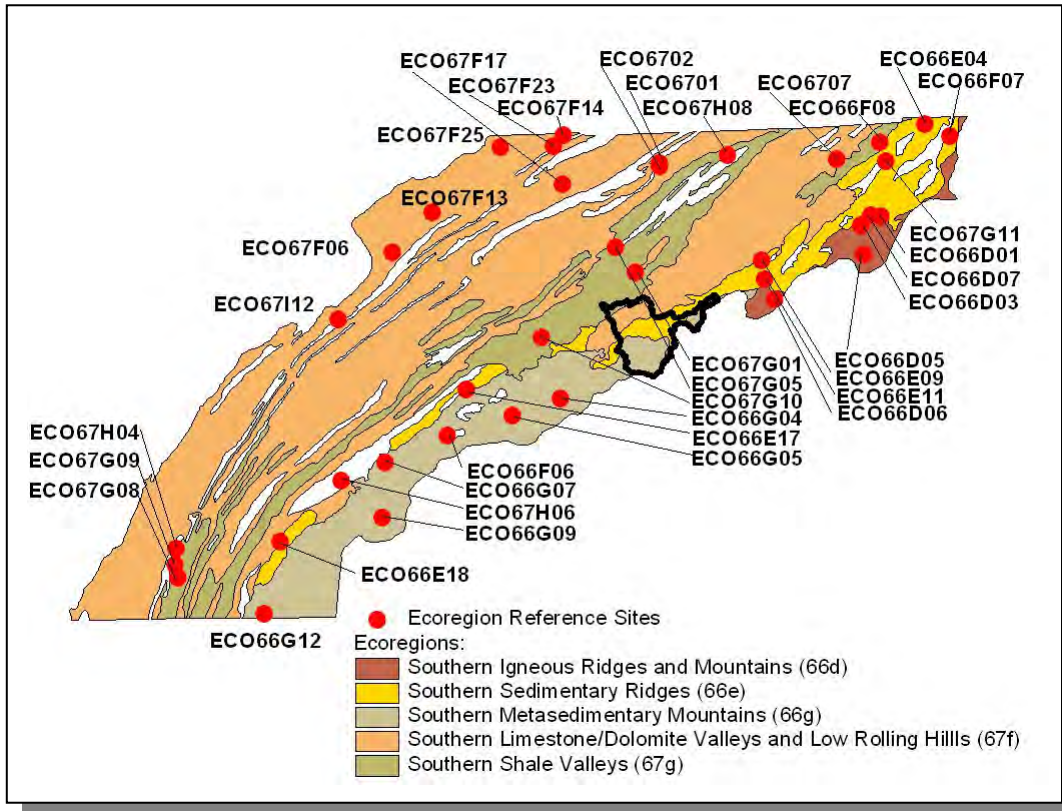 ECO67F17
ECO67F23
ECO67F14
ECO67F25
ECO6702
ECO6701
ECO67H08
ECO66E04
ECO66F07
ECO6707
ECO66F08
ECO67F13
ECO67F06
ECO67I12
ECO67G11
ECO66D01
ECO66D07
ECO66D03
ECO66D05
ECO66E09
ECO66E11
ECO66D06
ECO67G01
ECO67G05
ECO67G10
ECO66G04
ECO66E17
ECO66G05
ECO67H04
ECO67G09
ECO67G08
ECO66F06
ECO66G07
ECO67H06
ECO66G09
ECO66E18
ECO66G12
Ecoregion Reference Sites
Ecoregions:
Southern Igneous Ridges and Mountains (66d)
Southern Sedimentary Ridges (66e)
Southern Metasedimentary Mountains (66g)
Southern Limestone/Dolomite Valleys and Low Rolling Hillls (67f)
Southern Shale Valleys (67g)